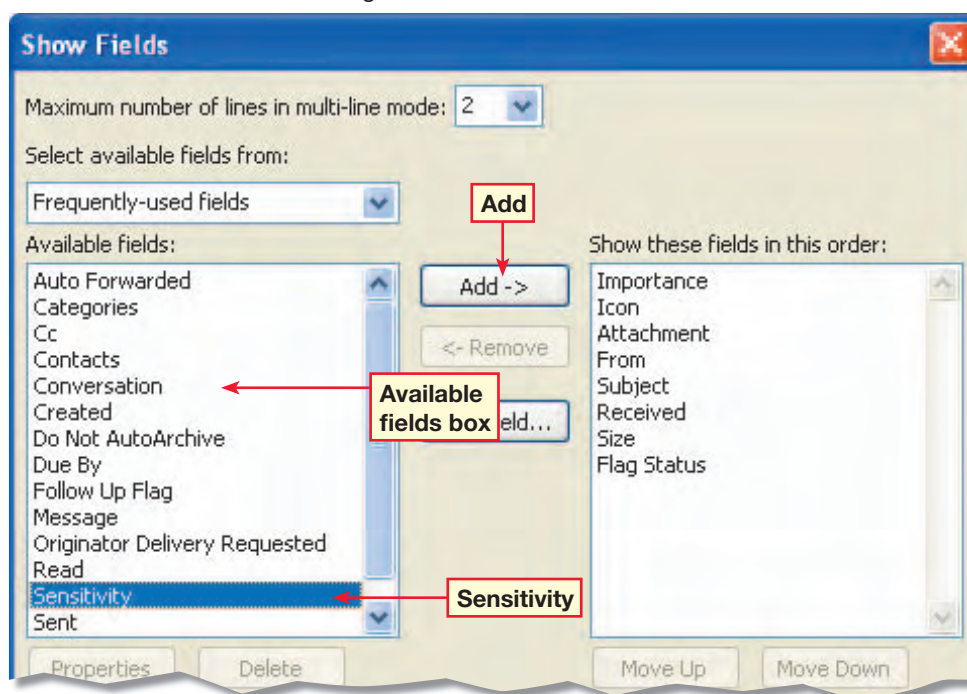 Show Fields
Maximum number of lines in multi-line mode: 2
Select available fields from:
Frequently-used fields
Add
Available fields:
Show these fields in this order:
Auto Forwarded
Categories
Cc
Contacts
Conversation
Created
Do Not AutoArchive
Due By
Follow Up Flag
Message
Originator Delivery Requested
Read
Sensitivity
Sent
Add ->
<- Remove
Available
fields box
eld...
Sensitivity
Importance
Icon
Attachment
From
Subject
Received
Size
Flag Status
Properties
Delete
Move Up
Move Down